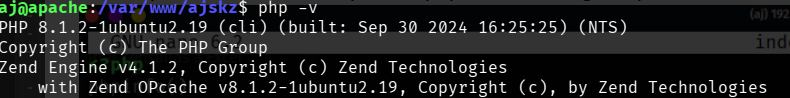 aj@apache:/var/www/ajskz$ php -v
PHP 8.1.2-1ubuntu2.19 (cli) (built: Sep 30 2024 16:25:25) (NTS)
Copyright (c) The PHP Group
Zend Engine v4.1.2, Copyright (c) Zend Technologies
    with Zend OPcache v8.1.2-1ubuntu2.19, Copyright (c), by Zend Technologies
(aj) 192